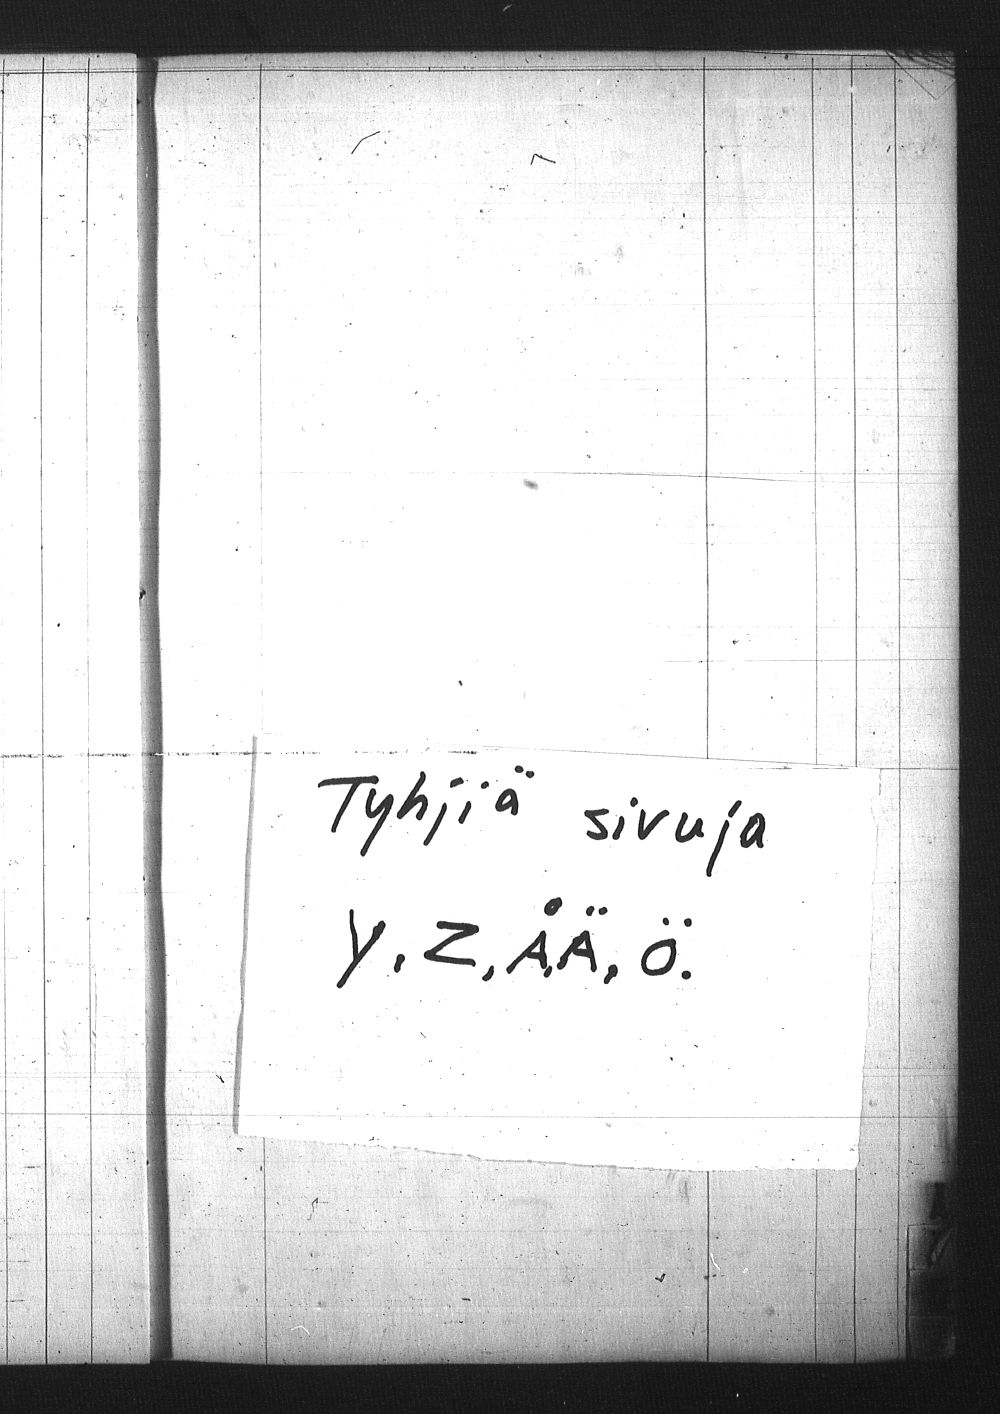 Tyhjiä sivuja
Y, Z, Å, Ä, Ö.